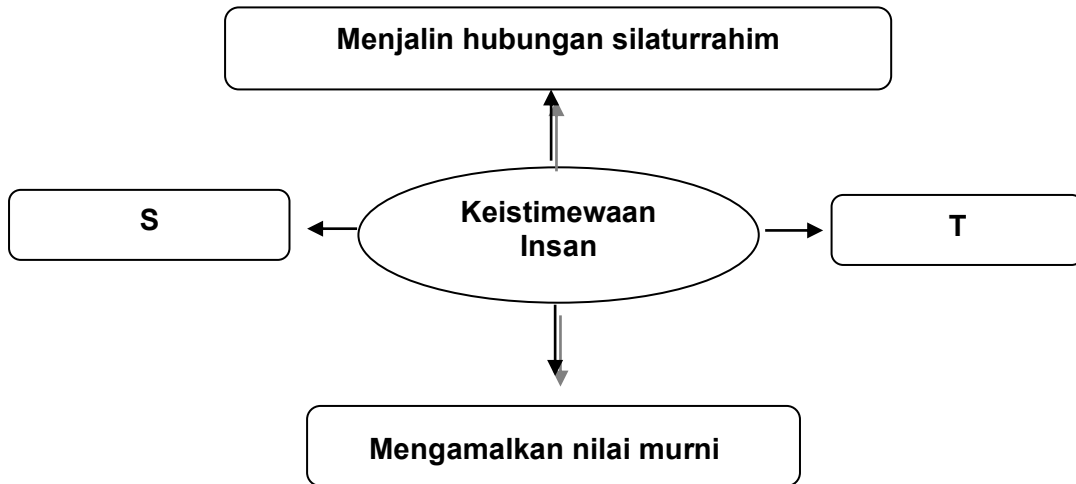 Menjalin hubungan silaturrahim
S
Keistimewaan
Insan
T
Mengamalkan nilai murni